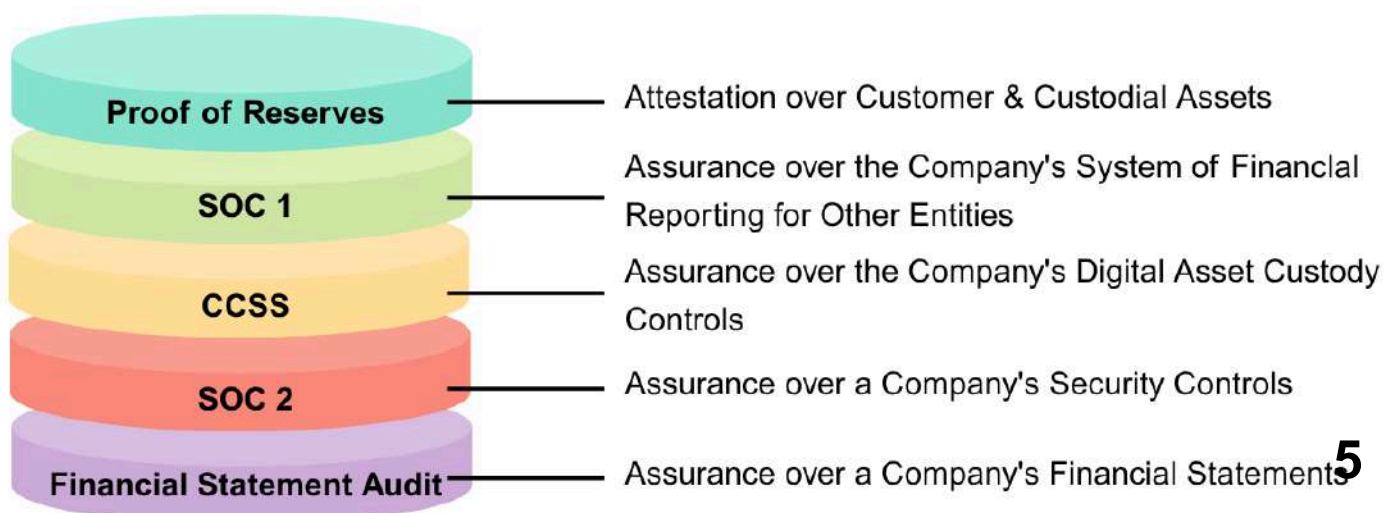 Proof of Reserves
Attestation over Customer & Custodial Assets
SOC 1
Assurance over the Company's System of Financial
Reporting for Other Entities
CCSS
Assurance over the Company's Digital Asset Custody
Controls
SOC 2
Assurance over a Company's Security Controls
Financial Statement Audit
Assurance over a Company's Financial Statements
5